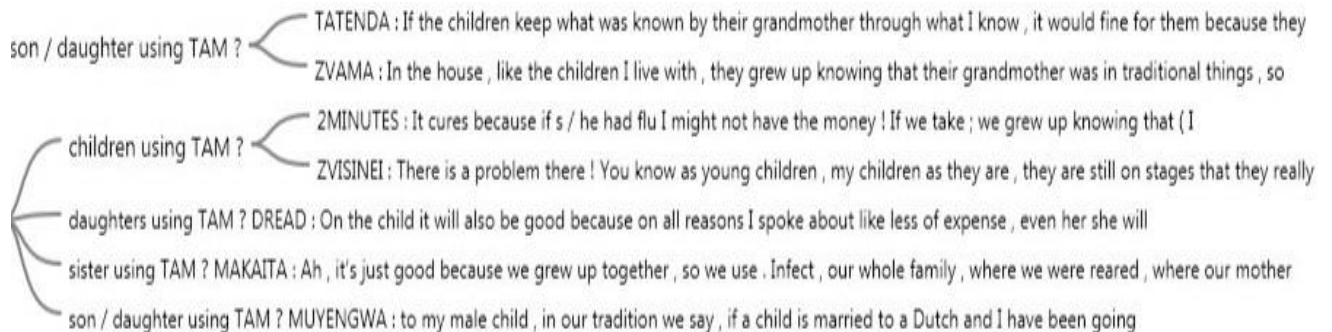 TATENDA : If the children keep what was known by their grandmother through what I know , it would fine for them because they
son / daughter using TAM ?
ZVAMA : In the house , like the children I live with , they grew up knowing that their grandmother was in traditional things , so
2MINUTES : It cures because if s / he had flu I might not have the money ! If we take ; we grew up knowing that ( I
children using TAM ?
ZVISINEI : There is a problem there ! You know as young children , my children as they are , they are still on stages that they really
daughters using TAM ? DREAD : On the child it will also be good because on all reasons I spoke about like less of expense , even her she will
sister using TAM ? MAKAITA : Ah , it's just good because we grew up together , so we use . Infect , our whole family , where we were reared , where our mother
son / daughter using TAM ? MUYENGWA : to my male child , in our tradition we say , if a child is married to a Dutch and I have been going